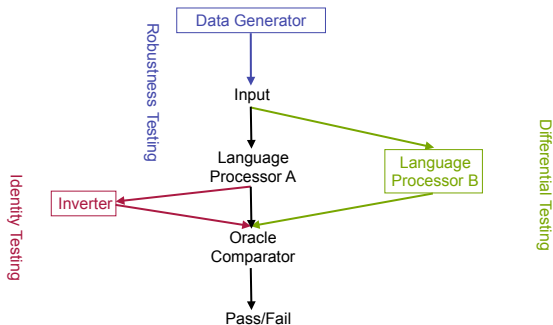 Data Generator
Robustness Testing
Input
Differential Testing
Language
Processor A
Language
Processor B
Identity Testing
Inverter
Oracle
Comparator
Pass/Fail